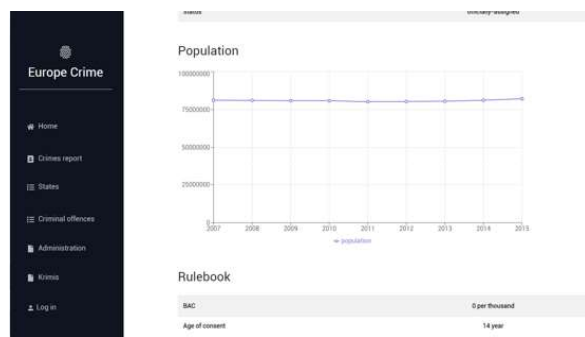 Status officially-assigned
Europe Crime
Home
Crimes report
States
Criminal offences
Administration
Krimis
Log in
Population
100000000
75000000
50000000
25000000
0
2007 2008 2009 2010 2011 2012 2013 2014 2015
population
Rulebook
BAC 0 per thousand
Age of consent 14 year